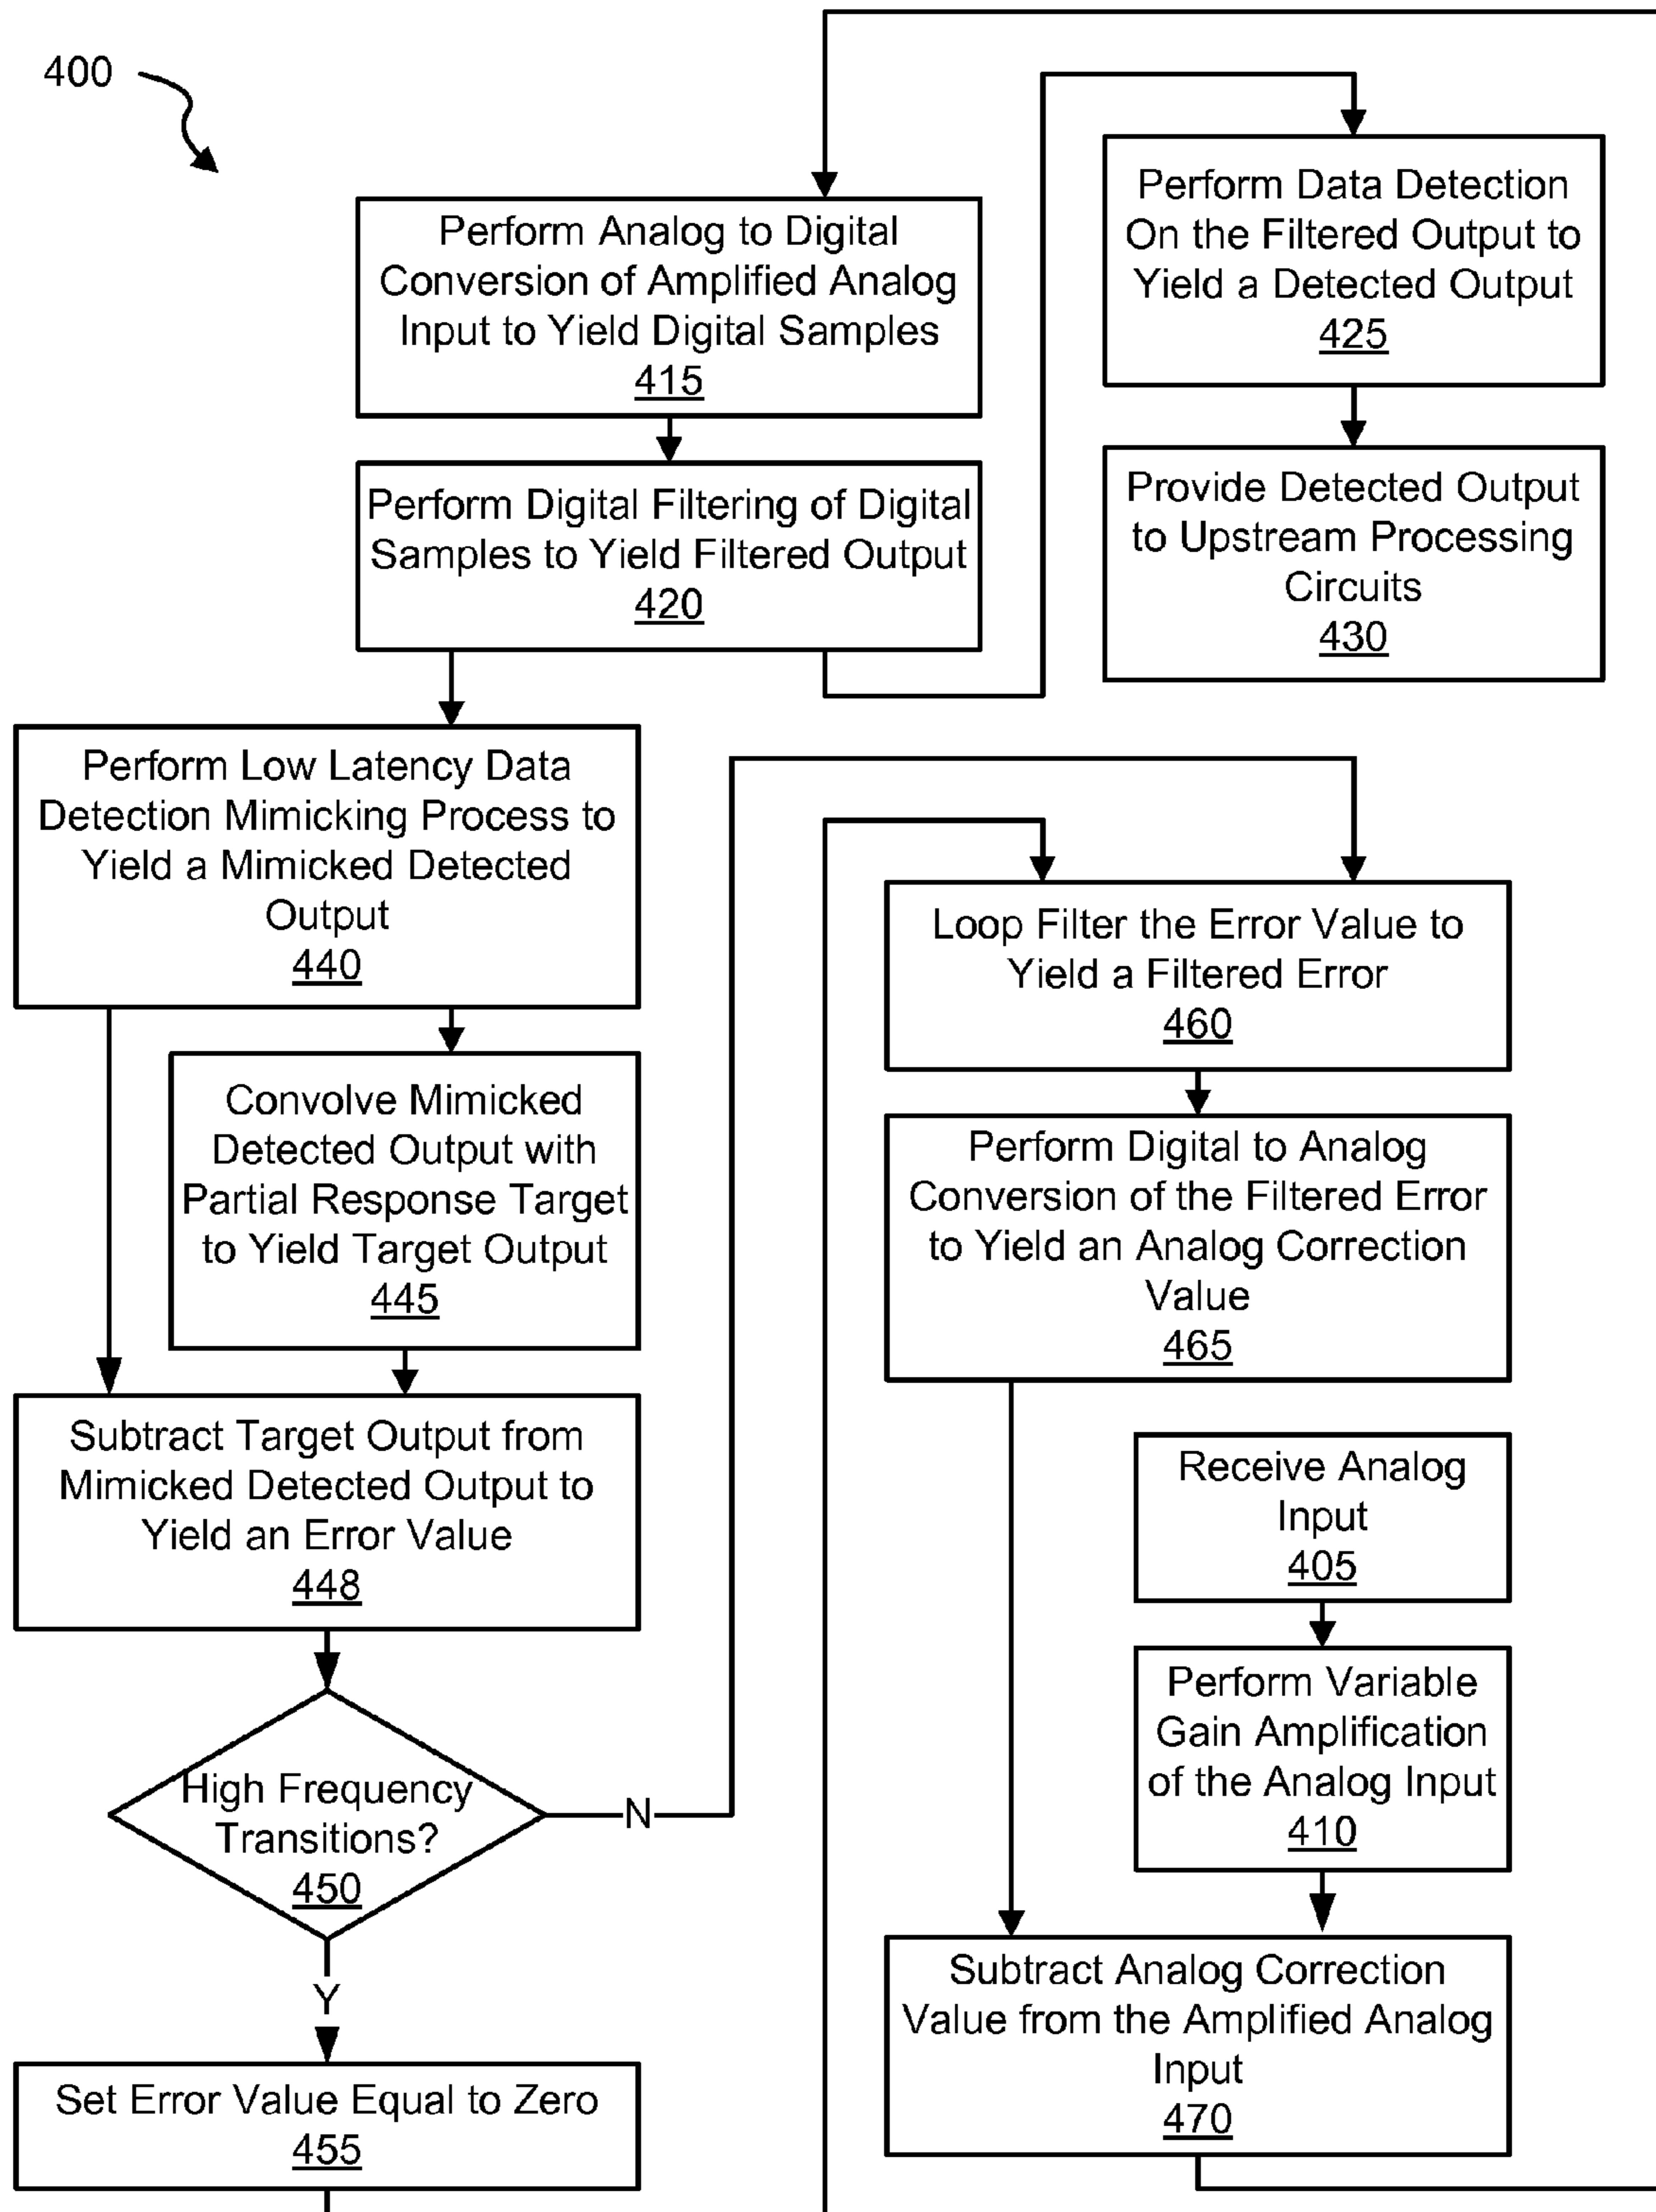 400
Perform Analog to Digital
Conversion of Amplified Analog
Input to Yield Digital Samples
415
Perform Digital Filtering of Digital
Samples to Yield Filtered Output
420
Perform Data Detection
On the Filtered Output to
Yield a Detected Output
425
Provide Detected Output
to Upstream Processing
Circuits
430
Perform Low Latency Data
Detection Mimicking Process to
Yield a Mimicked Detected
Output
440
Convolve Mimicked
Detected Output with
Partial Response Target
to Yield Target Output
445
Subtract Target Output from
Mimicked Detected Output to
Yield an Error Value
448
High Frequency
Transitions?
450
N
Y
Set Error Value Equal to Zero
455
Loop Filter the Error Value to
Yield a Filtered Error
460
Perform Digital to Analog
Conversion of the Filtered Error
to Yield an Analog Correction
Value
465
Receive Analog
Input
405
Perform Variable
Gain Amplification
of the Analog Input
410
Subtract Analog Correction
Value from the Amplified Analog
Input
470